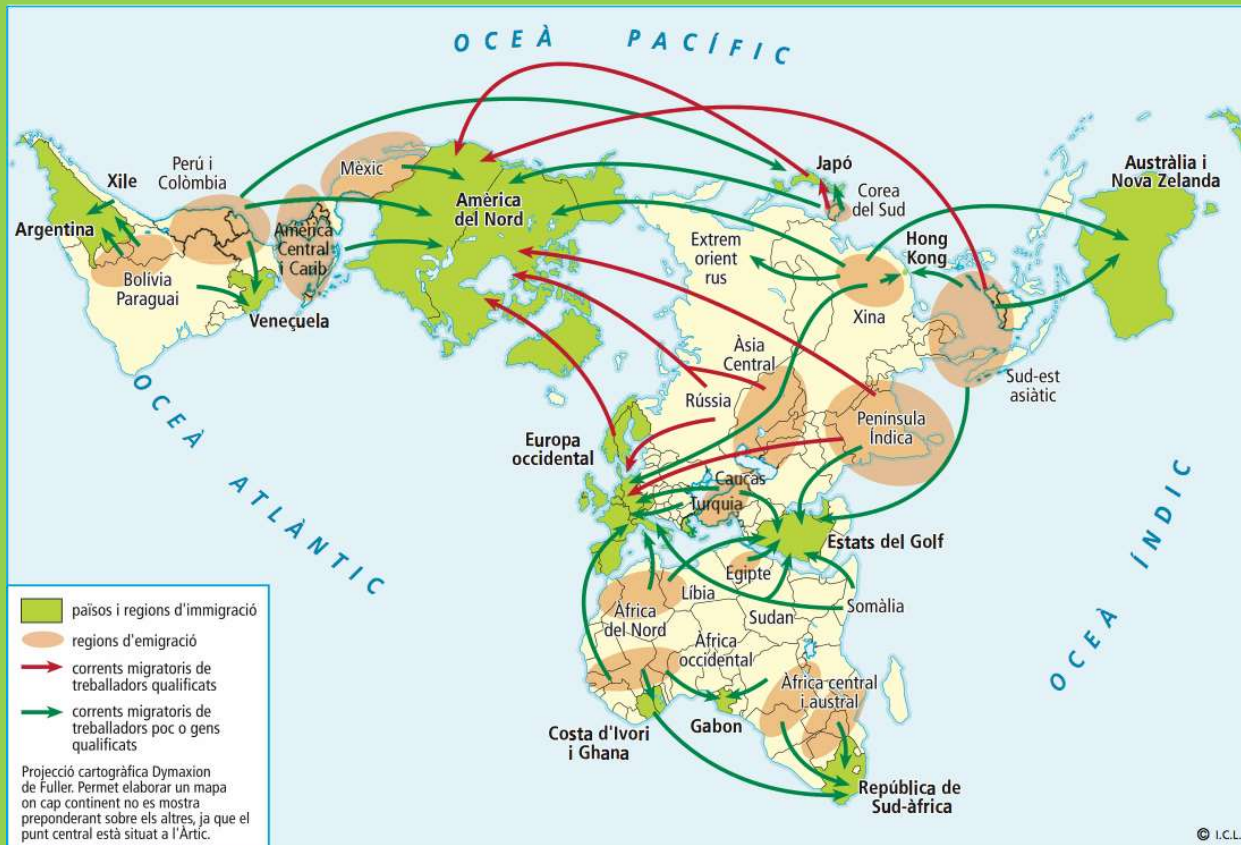 OCEÀ PACÍFIC
Xile
Perú i
Colòmbia
Mèxic
Argentina
Amèrica
del Nord
Amèrica
Central
i Carib
Bolívia
Paraguai
Veneçuela
Japó
Corea
del Sud
Austràlia i
Nova Zelanda
Extrem
orient
rus
Hong
Kong
Xina
Àsia
Central
Rússia
Sud-est
asiàtic
Península
Índica
Europa
occidental
Caucas
Turquia
OCEÀ ATLÀNTIC
OCEÀ ÍNDIC
Estats del Golf
Egipte
Líbia
Àfrica
del Nord
Sudan
Somàlia
Àfrica
occidental
Àfrica central
i austral
Costa d'Ivori
i Ghana
Gabon
República de
Sud-àfrica
països i regions d'immigració
regions d'emigració
corrents migratoris de
treballadors qualificats
corrents migratoris de
treballadors poc o gens
qualificats
Projecció cartogràfica Dymaxion
de Fuller. Permet elaborar un mapa
on cap continent no es mostra
preponderant sobre els altres, ja que el
punt central està situat a l'Àrtic.
© I.C.L.